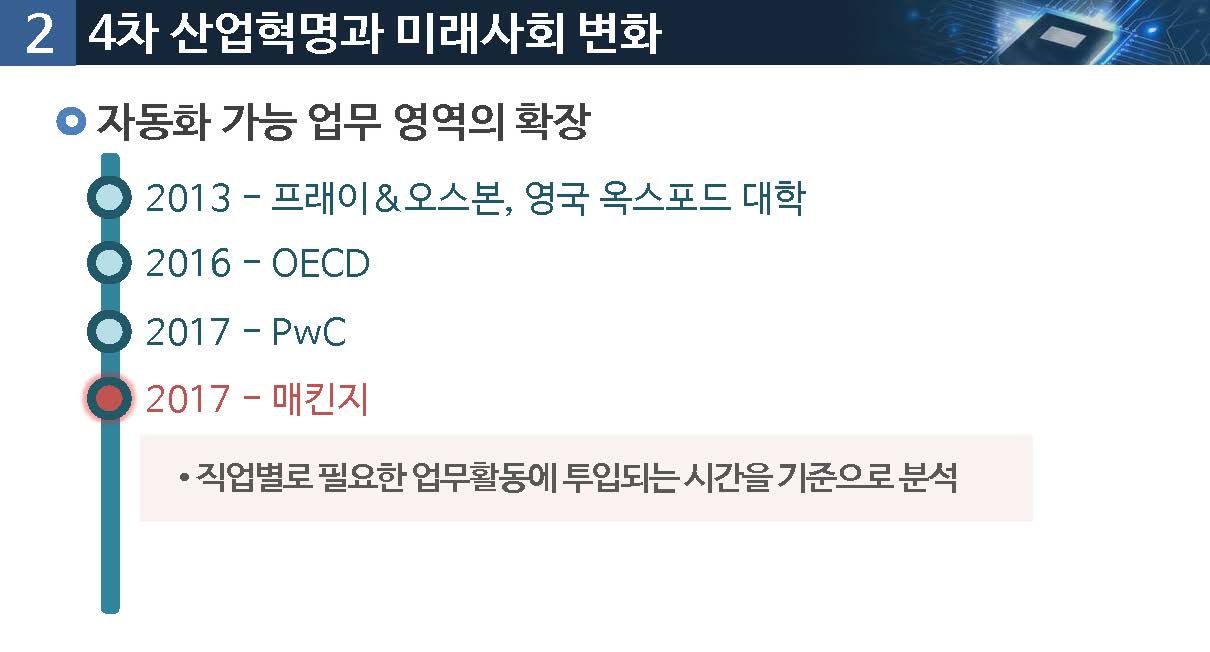 2 4차 산업혁명과 미래사회 변화
자동화 가능 업무 영역의 확장
2013 - 프래이&오스본, 영국 옥스포드 대학
2016 - OECD
2017 - PwC
2017 - 매킨지
• 직업별로 필요한 업무활동에 투입되는 시간을 기준으로 분석